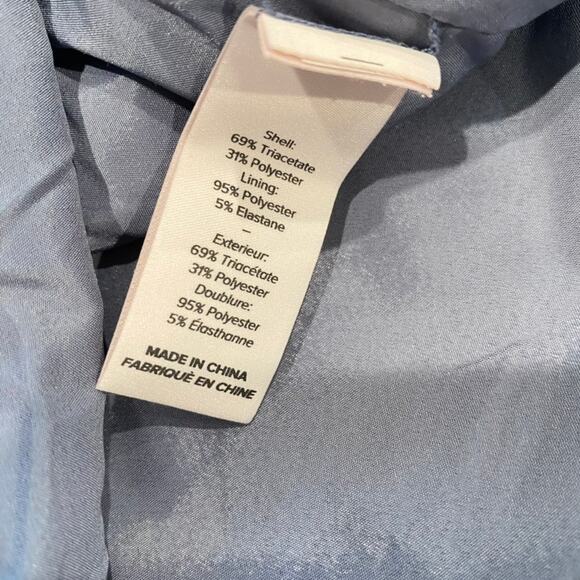 Shell:
69% Triacetate
31% Polyester
Lining:
95% Polyester
5% Elastane
–
Exterieur:
69% Triacétate
31% Polyester
Doublure:
95% Polyester
5% Élasthanne
MADE IN CHINA
FABRIQUÈ EN CHINE